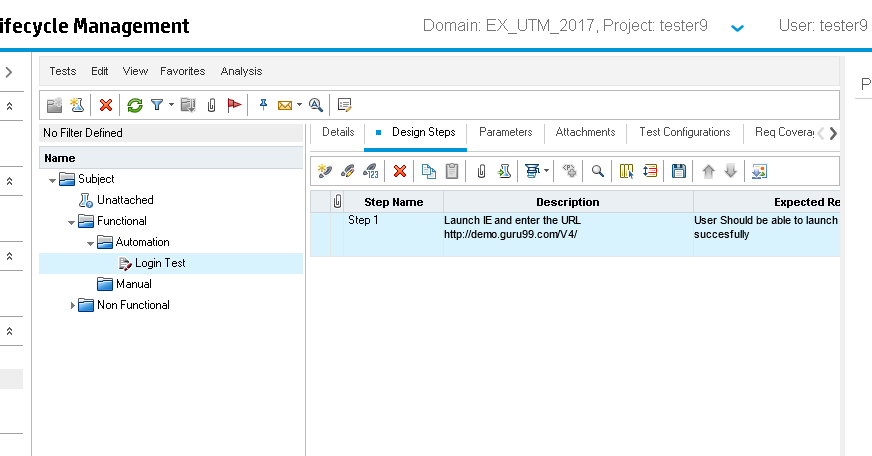 ifecycle Management
Domain: EX_UTM_2017, Project: tester9
User: tester9
Tests Edit View Favorites Analysis
P
No Filter Defined
Details Design Steps Parameters Attachments Test Configurations Req Covera
Name
Subject
Unattached
Functional
Automation
Login Test
Manual
Non Functional
123
Step Name Description Expected Re
Step 1
Launch IE and enter the URL
http://demo.guru99.com/V4/
User Should be able to launch
succesfully